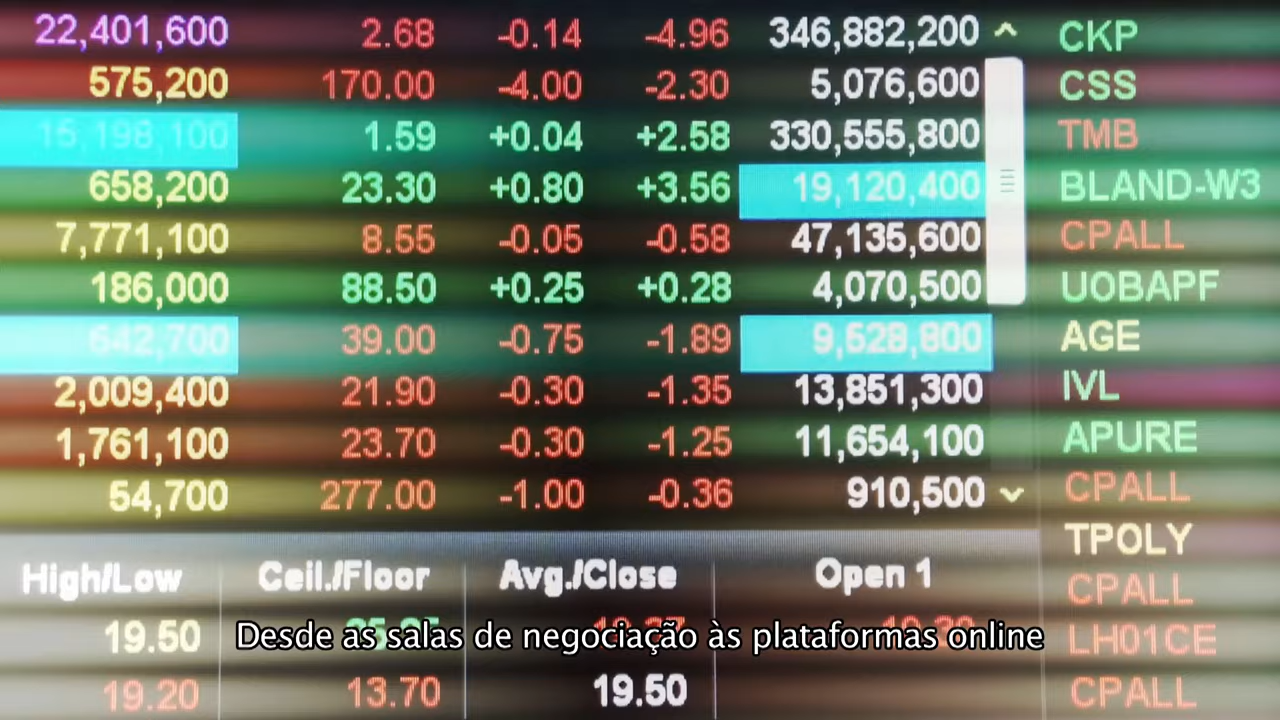 22,401,600 2.68 -0.14 -4.96 346,882,200 CKP
575,200 170.00 -4.00 -2.30 5,076,600 CSS
15,198,100 1.59 +0.04 +2.58 330,555,800 TMB
658,200 23.30 +0.80 +3.56 19,120,400 BLAND-W3
7,771,100 8.55 -0.05 -0.58 47,135,600 CPALL
186,000 88.50 +0.25 +0.28 4,070,500 UOBAPF
642,700 39.00 -0.75 -1.89 9,528,800 AGE
2,009,400 21.90 -0.30 -1.35 13,851,300 IVL
1,761,100 23.70 -0.30 -1.25 11,654,100 APURE
54,700 277.00 -1.00 -0.36 910,500 CPALL
TPOLY
High/Low Ceil./Floor Avg./Close Open 1 CPALL
19.50 LH01CE
Desde as salas de negociação às plataformas online
19.20 13.70 19.50 CPALL